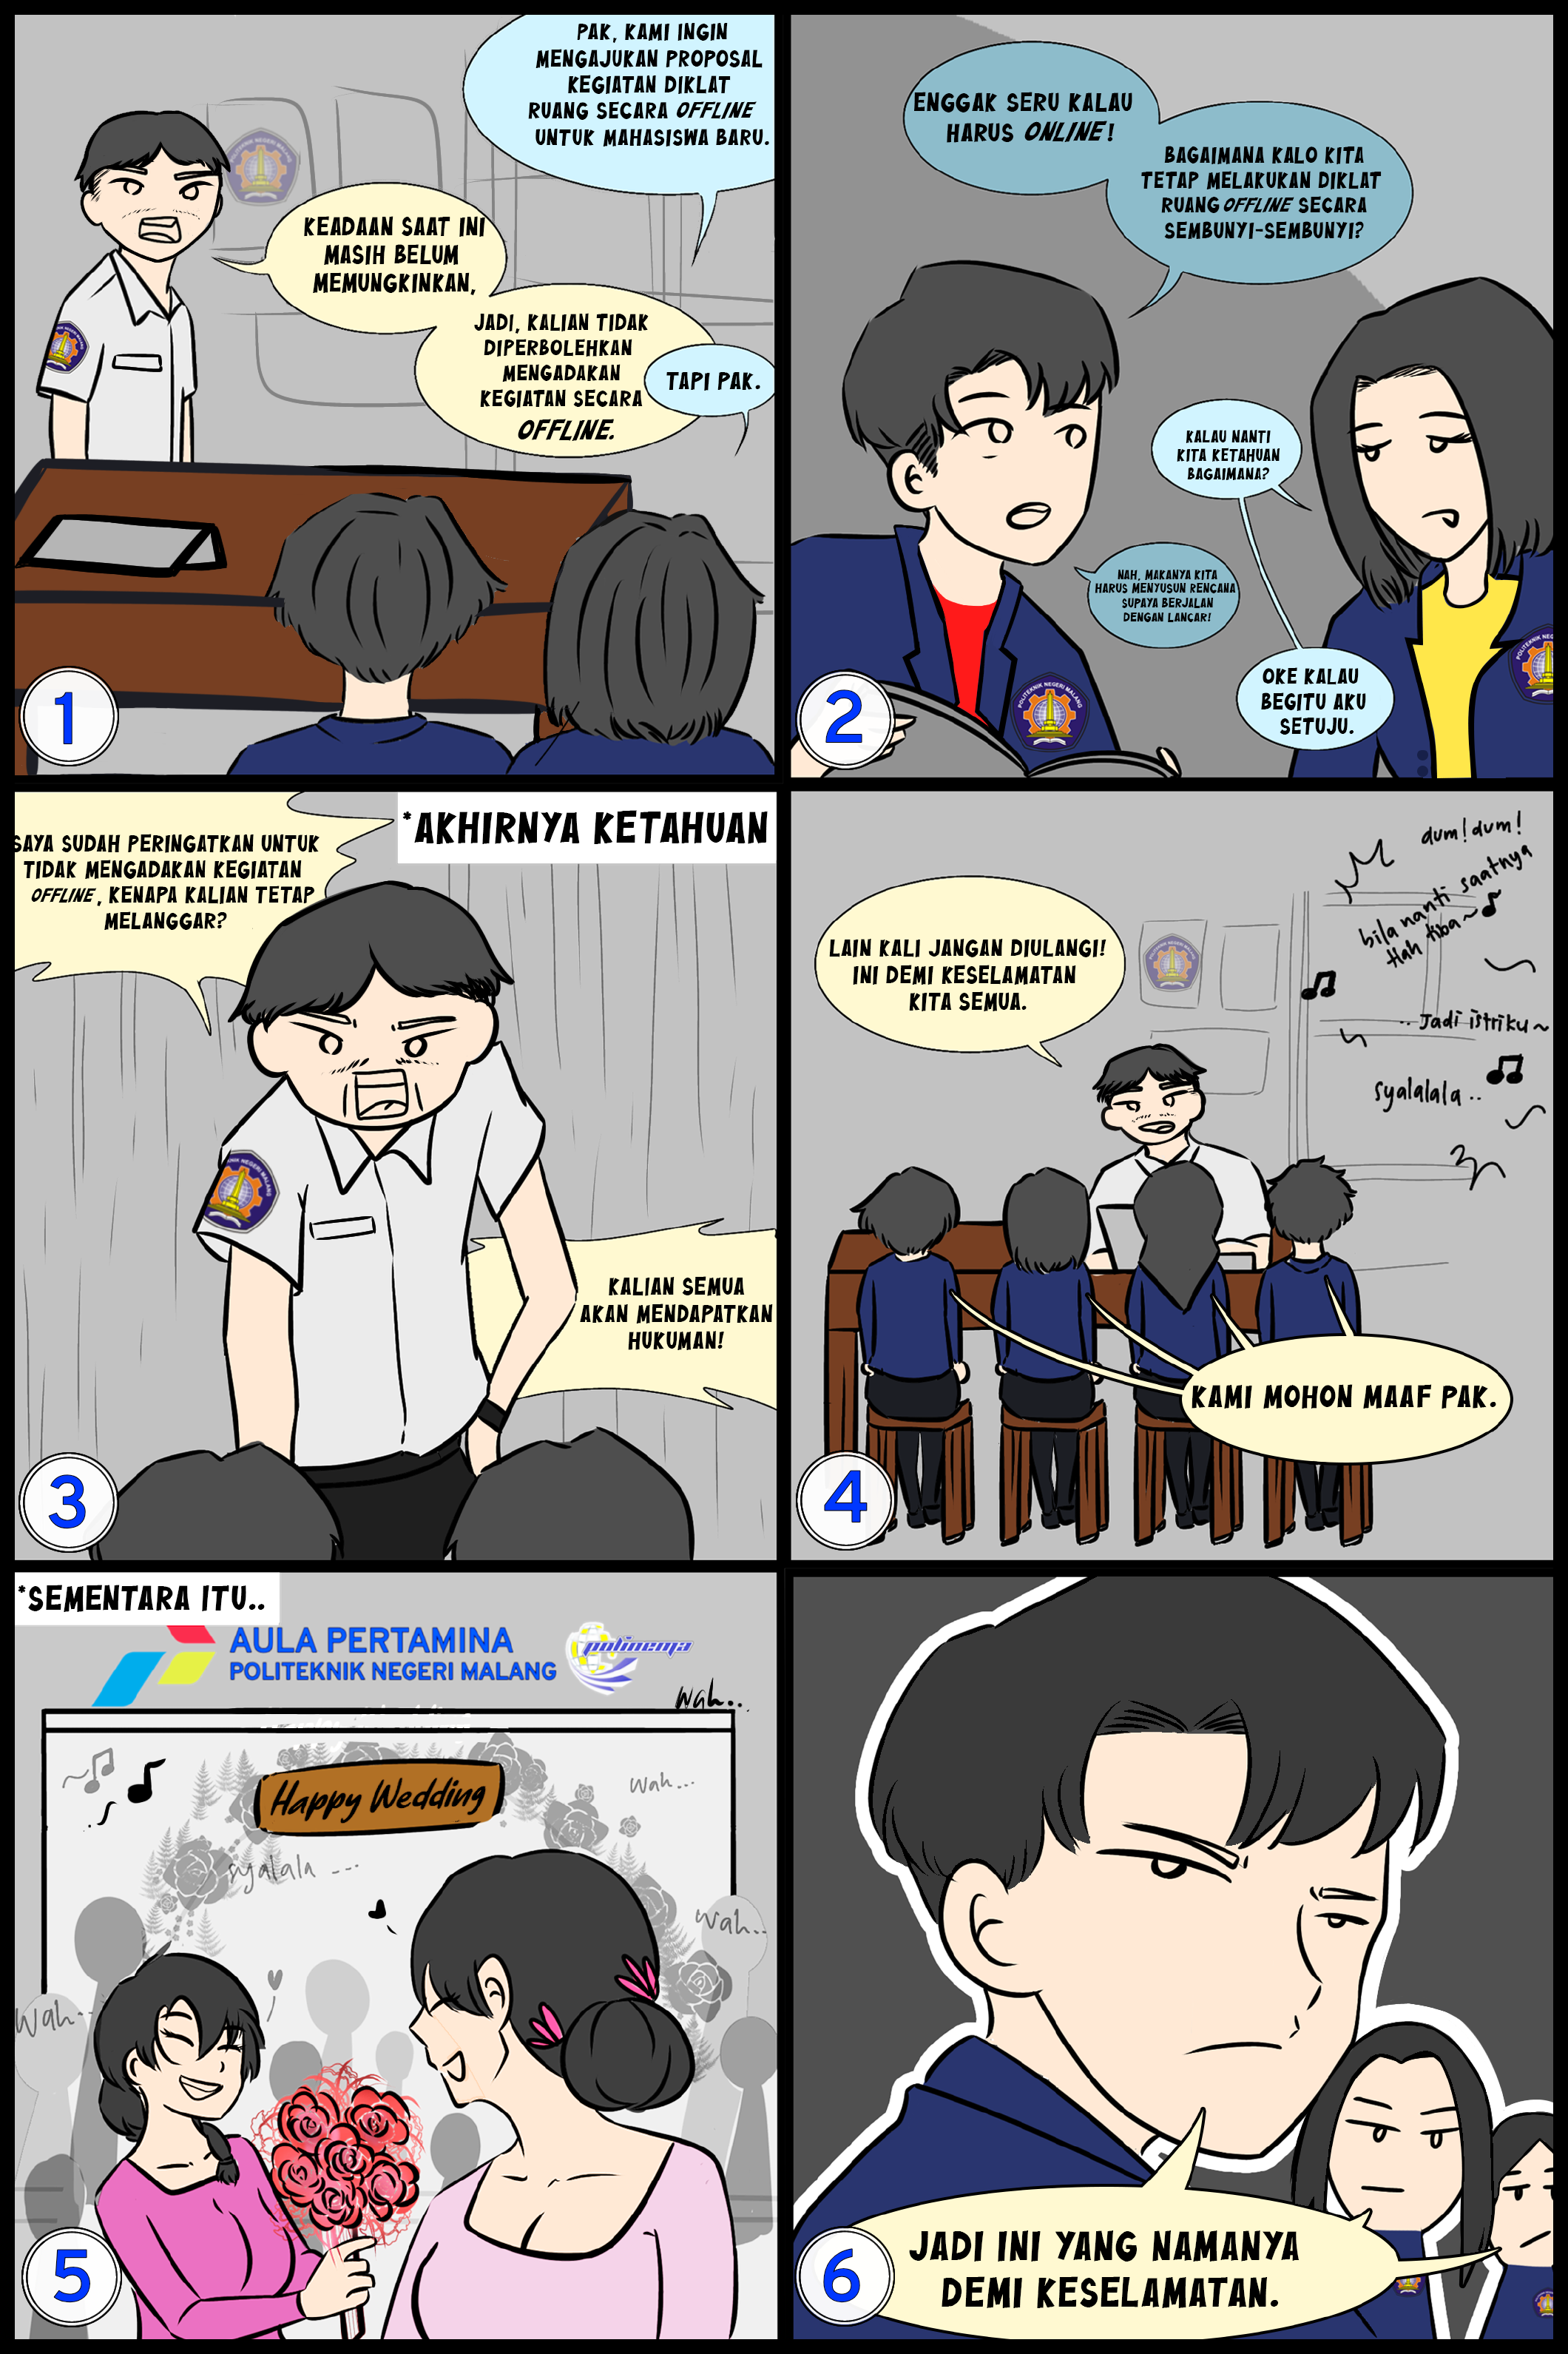 PAK, KAMI INGIN
MENGAJUKAN PROPOSAL
KEGIATAN DIKLAT
RUANG SECARA OFFLINE
UNTUK MAHASISWA BARU.
POLITEKNIK NEGERI MALANG
KEADAAN SAAT INI
MASIH BELUM
MEMUNGKINKAN,
JADI, KALIAN TIDAK
DIPERBOLEHKAN
MENGADAKAN
KEGIATAN SECARA
OFFLINE.
TAPI PAK.
1
ENGGAK SERU KALAU
HARUS ONLINE!
BAGAIMANA KALO KITA
TETAP MELAKUKAN DIKLAT
RUANG OFFLINE SECARA
SEMBUNYI-SEMBUNYI?
KALAU NANTI
KITA KETAHUAN
BAGAIMANA?
NAH, MAKANYA KITA
HARUS MENYUSUN RENCANA
SUPAYA BERJALAN
DENGAN LANCAR!
OKE KALAU
BEGITU AKU
SETUJU.
POLITEKNIK NEGERI MALANG
2
*AKHIRNYA KETAHUAN
SAYA SUDAH PERINGATKAN UNTUK
TIDAK MENGADAKAN KEGIATAN
OFFLINE, KENAPA KALIAN TETAP
MELANGGAR?
KALIAN SEMUA
AKAN MENDAPATKAN
HUKUMAN!
3
dum! dum!
bila nanti saatnya
tlah tiba~
.. Jadi istriku~
syalalala..
LAIN KALI JANGAN DIULANGI!
INI DEMI KESELAMATAN
KITA SEMUA.
KAMI MOHON MAAF PAK.
4
*SEMENTARA ITU..
AULA PERTAMINA
POLITEKNIK NEGERI MALANG
polinema
wah..
Happy Wedding
wah...
syalala ---
wah..
wah..
5
JADI INI YANG NAMANYA
DEMI KESELAMATAN.
6